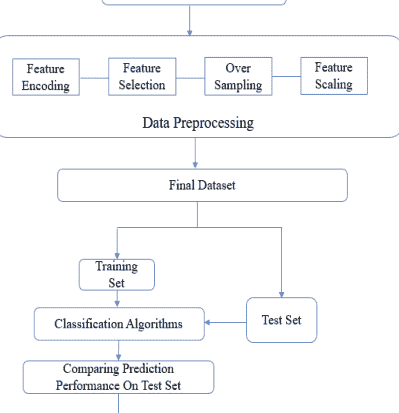 Feature
Encoding
Feature
Selection
Over
Sampling
Feature
Scaling
Data Preprocessing
Final Dataset
Training
Set
Classification Algorithms
Test Set
Comparing Prediction
Performance On Test Set